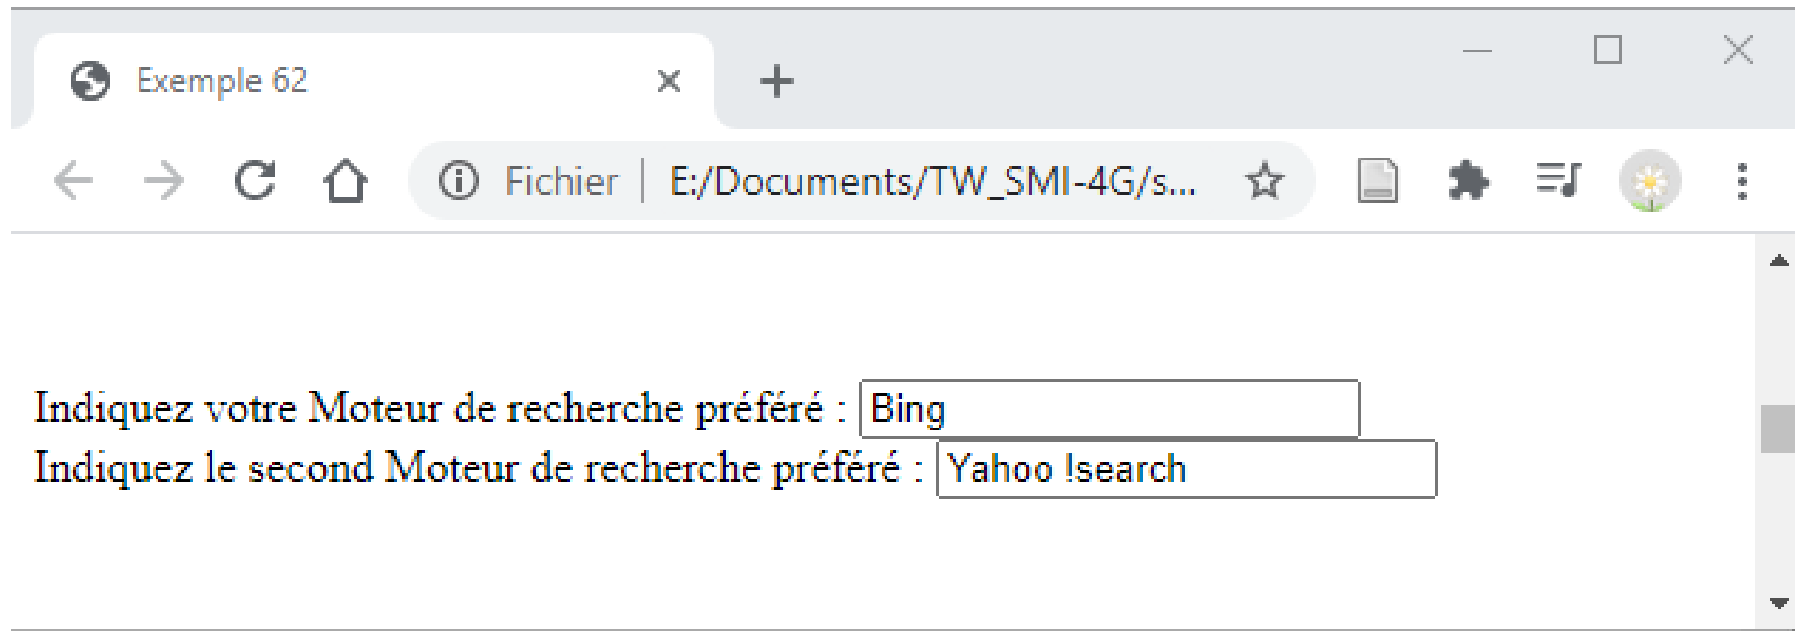 Exemple 62
Fichier E:/Documents/TW_SMI-4G/s...
Indiquez votre Moteur de recherche préféré : Bing
Indiquez le second Moteur de recherche préféré : Yahoo !search